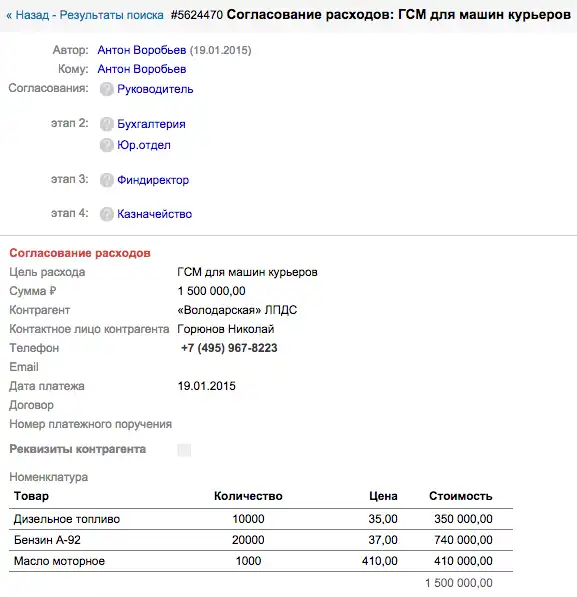 « Назад - Результаты поиска #5624470 Согласование расходов: ГСМ для машин курьеров
Автор: Антон Воробьев (19.01.2015)
Кому: Антон Воробьев
Согласования: ? Руководитель
этап 2: ? Бухгалтерия
? Юр.отдел
этап 3: ? Финдиректор
этап 4: ? Казначейство
Согласование расходов
Цель расхода ГСМ для машин курьеров
Сумма ₽ 1 500 000,00
Контрагент «Володарская» ЛПДС
Контактное лицо контрагента Горюнов Николай
Телефон +7 (495) 967-8223
Email
Дата платежа 19.01.2015
Договор
Номер платежного поручения
Реквизиты контрагента
Номенклатура
Товар Количество Цена Стоимость
Дизельное топливо 10000 35,00 350 000,00
Бензин А-92 20000 37,00 740 000,00
Масло моторное 1000 410,00 410 000,00
1 500 000,00